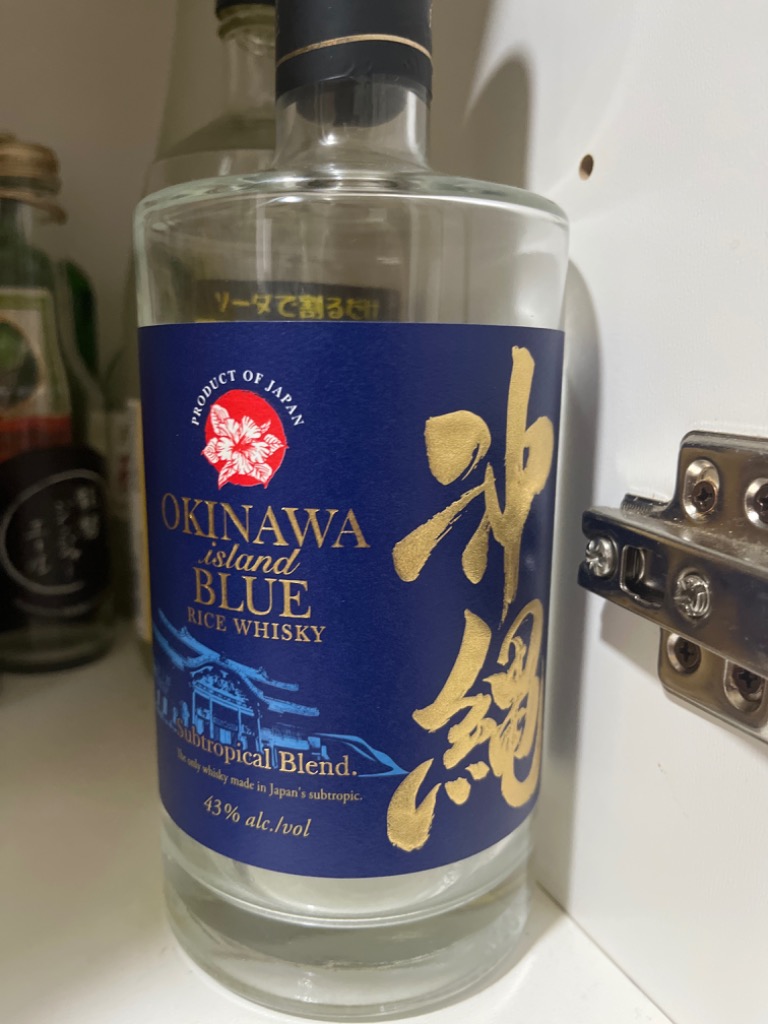 ソーダで割るだけ
PRODUCT OF JAPAN
OKINAWA
island
BLUE
RICE WHISKY
Subtropical Blend.
The only whisky made in Japan's subtropic.
43% alc./vol
沖縄